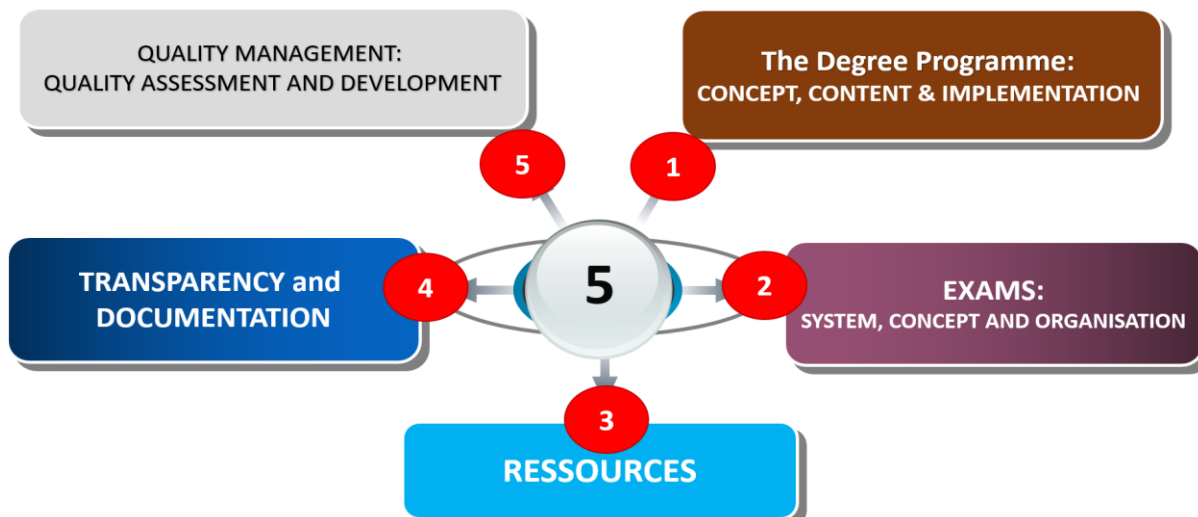 QUALITY MANAGEMENT:
QUALITY ASSESSMENT AND DEVELOPMENT
The Degree Programme:
CONCEPT, CONTENT & IMPLEMENTATION
5
1
TRANSPARENCY and
DOCUMENTATION
4
5
2
EXAMS:
SYSTEM, CONCEPT AND ORGANISATION
3
RESSOURCES